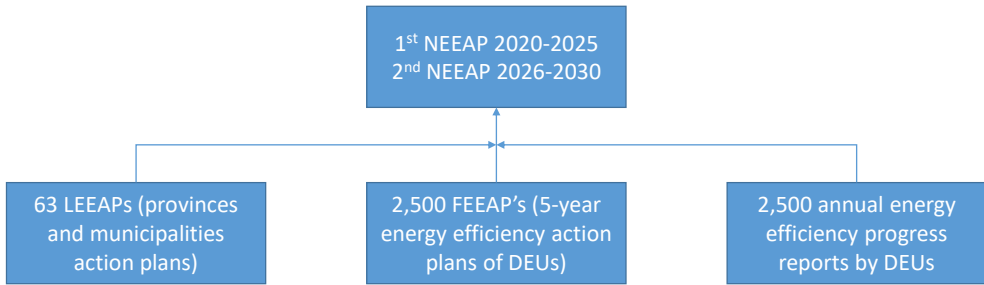 1st NEEAP 2020-2025
2nd NEEAP 2026-2030
63 LEEAPs (provinces
and municipalities
action plans)
2,500 FEEAP's (5-year
energy efficiency action
plans of DEUs)
2,500 annual energy
efficiency progress
reports by DEUs